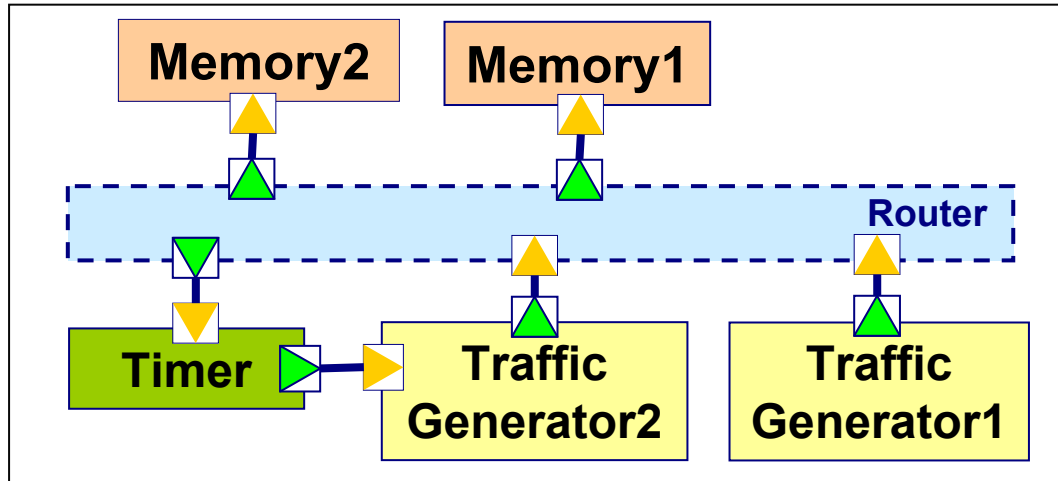 Memory2
Memory1
Router
Timer
Traffic
Generator2
Traffic
Generator1